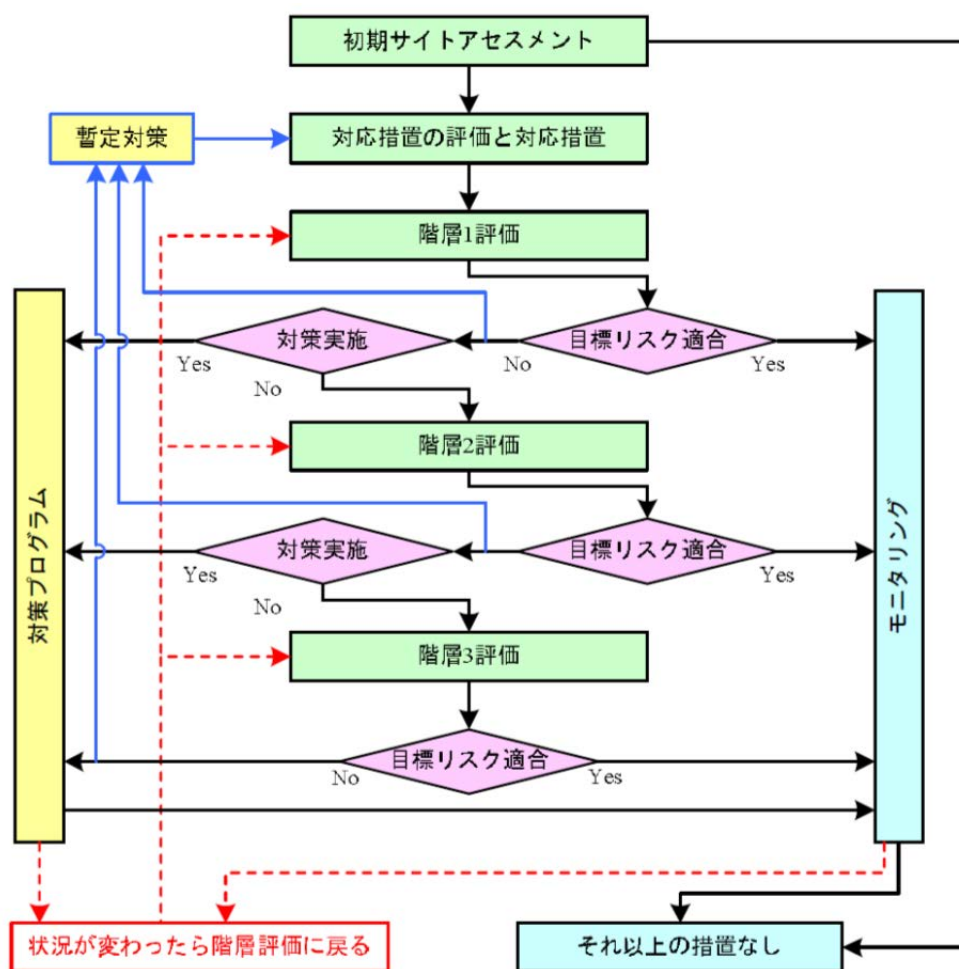 初期サイトアセスメント
暫定対策
対応措置の評価と対応措置
階層1評価
対策実施
目標リスク適合
Yes
No
Yes
No
階層2評価
対策プログラム
モニタリング
対策実施
目標リスク適合
Yes
Yes
No
階層3評価
目標リスク適合
No
Yes
状況が変わったら階層評価に戻る
それ以上の措置なし